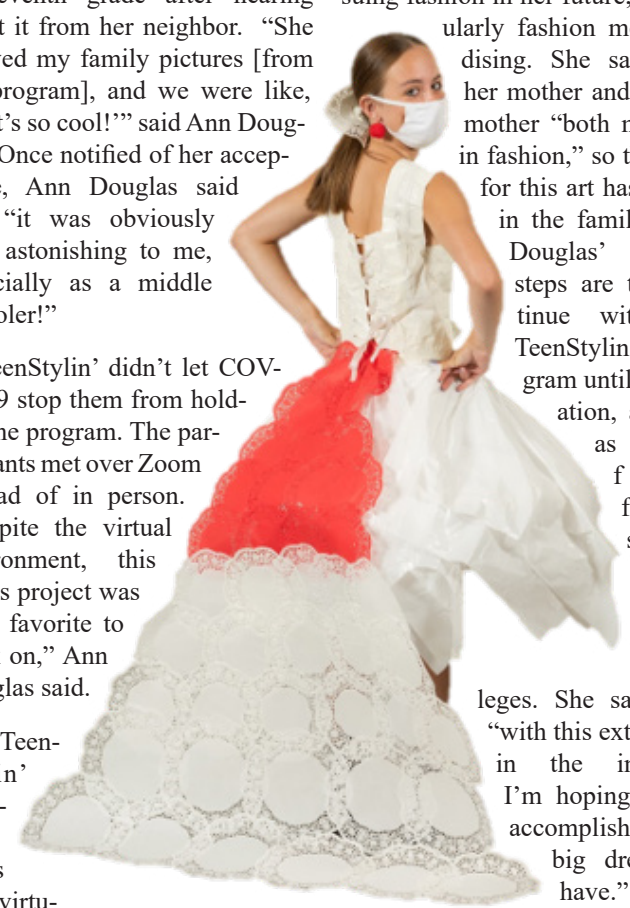 eventh grade after hearing
t it from her neighbor. “She
ved my family pictures [from
program], and we were like,
t’s so cool!’” said Ann Doug-
Once notified of her accep-
e, Ann Douglas said
“it was obviously
astonishing to me,
cially as a middle
oler!”
eenStylin’ didn’t let COV-
9 stop them from hold-
he program. The par-
ants met over Zoom
ad of in person.
pite the virtual
ronment, this
s project was
favorite to
on,” Ann
glas said.
Teen-
in’
-
s
virtu-
suing fashion in her future,
ularly fashion m
dising. She sa
her mother and
mother “both m
in fashion,” so t
for this art has
in the famil
Douglas’
steps are t
tinue wit
TeenStylin
gram until
ation, a
as
f
f
s
leges. She sa
“with this ext
in the in
I’m hoping
accomplish
big dre
have.”